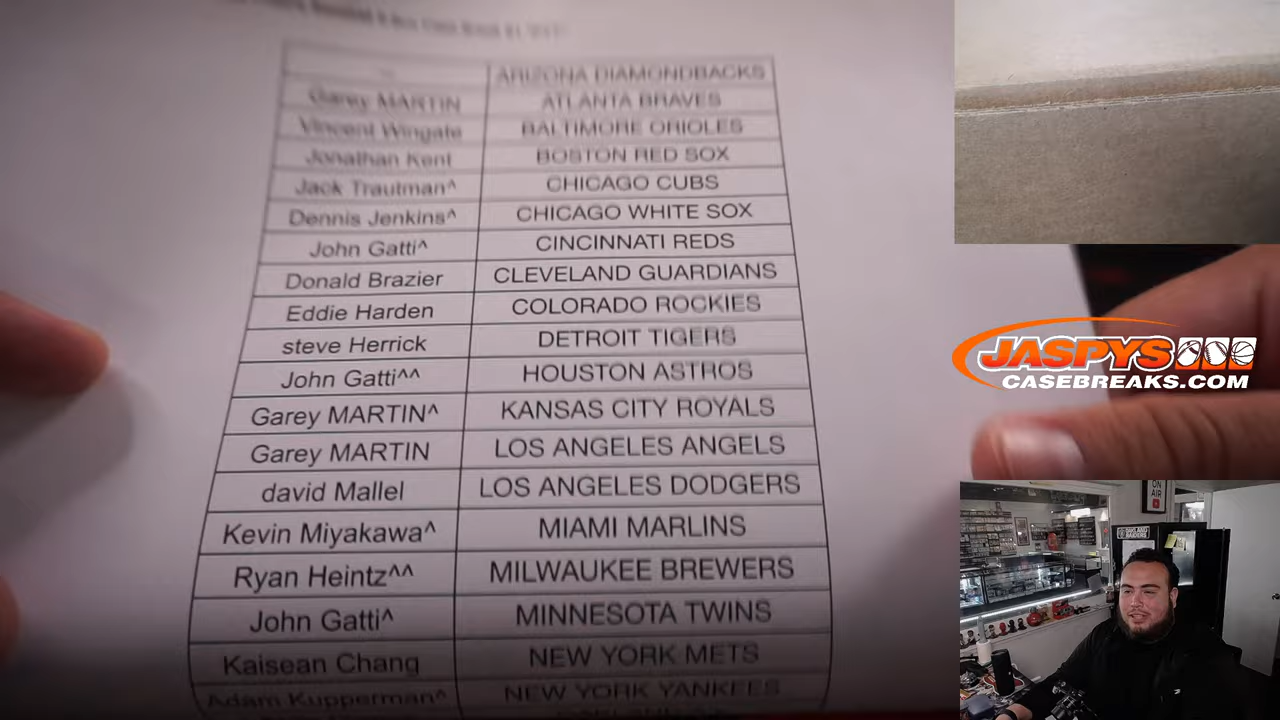 ARIZONA DIAMONDBACKS
Garey MARTIN ATLANTA BRAVES
Vincent Wingate BALTIMORE ORIOLES
Jonathan Kent BOSTON RED SOX
Jack Trautman^ CHICAGO CUBS
Dennis Jenkins^ CHICAGO WHITE SOX
John Gatti^ CINCINNATI REDS
Donald Brazier CLEVELAND GUARDIANS
Eddie Harden COLORADO ROCKIES
steve Herrick DETROIT TIGERS
John Gatti^^ HOUSTON ASTROS
Garey MARTIN^ KANSAS CITY ROYALS
Garey MARTIN LOS ANGELES ANGELS
david Mallel LOS ANGELES DODGERS
Kevin Miyakawa^ MIAMI MARLINS
Ryan Heintz^^ MILWAUKEE BREWERS
John Gatti^ MINNESOTA TWINS
Kaisean Chang NEW YORK METS
Adam Kupperman^ NEW YORK YANKEES
JASPYS
CASEBREAKS.COM
ON
AIR